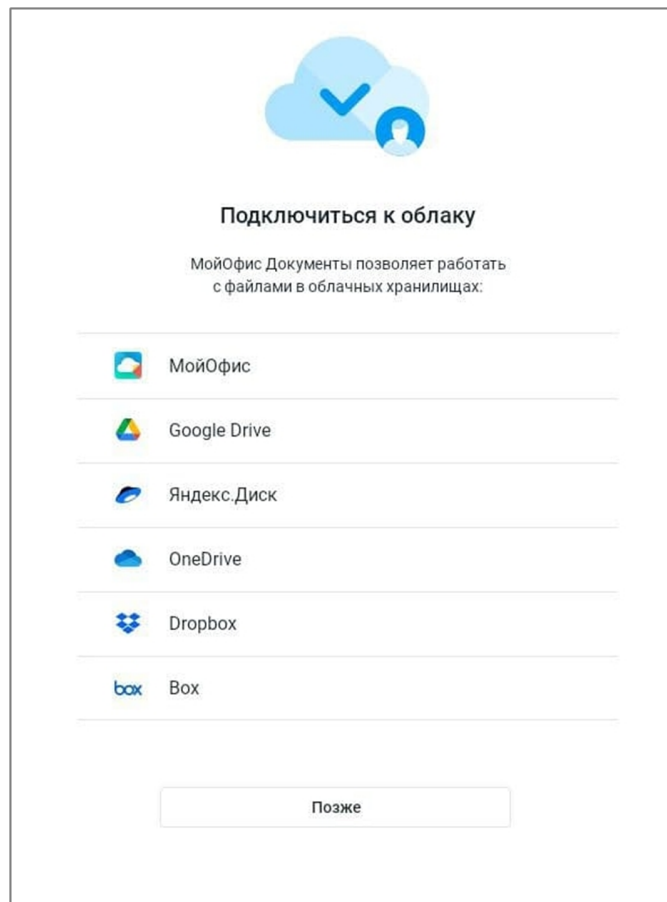 Подключиться к облаку
МойОфис Документы позволяет работать
с файлами в облачных хранилищах:
МойОфис
Google Drive
Яндекс.Диск
OneDrive
Dropbox
box Box
Позже